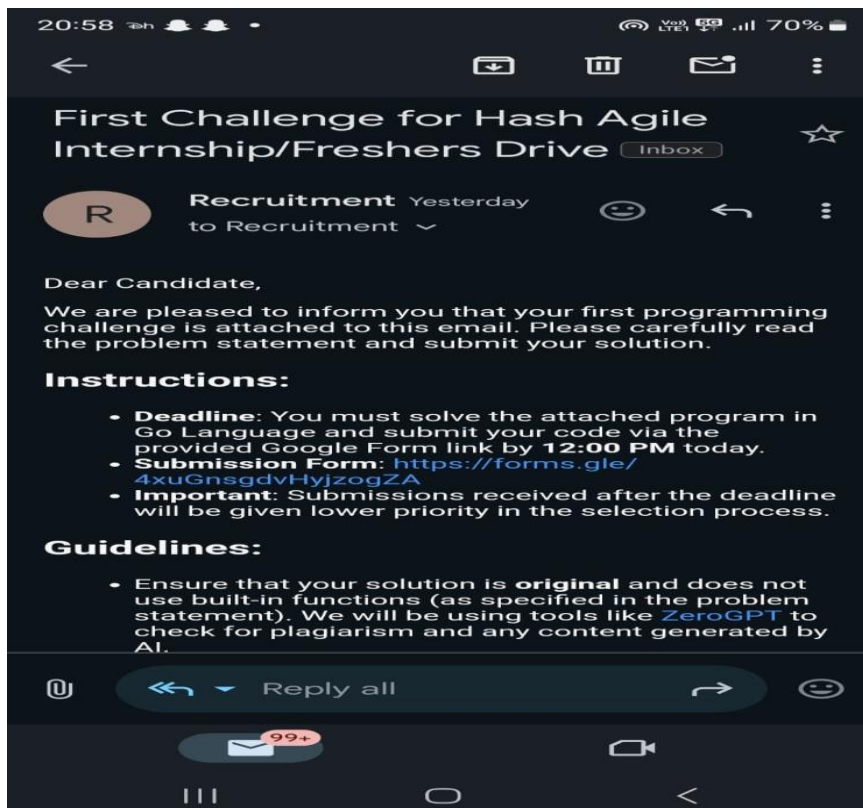 20:58
70%
First Challenge for Hash Agile
Internship/Freshers Drive Inbox
R
Recruitment Yesterday
to Recruitment
Dear Candidate,
We are pleased to inform you that your first programming
challenge is attached to this email. Please carefully read
the problem statement and submit your solution.
Instructions:
• Deadline: You must solve the attached program in
Go Language and submit your code via the
provided Google Form link by 12:00 PM today.
• Submission Form: https://forms.gle/
4xuGnsgdvHyjzogZA
• Important: Submissions received after the deadline
will be given lower priority in the selection process.
Guidelines:
• Ensure that your solution is original and does not
use built-in functions (as specified in the problem
statement). We will be using tools like ZeroGPT to
check for plagiarism and any content generated by
AI.
Reply all
99+